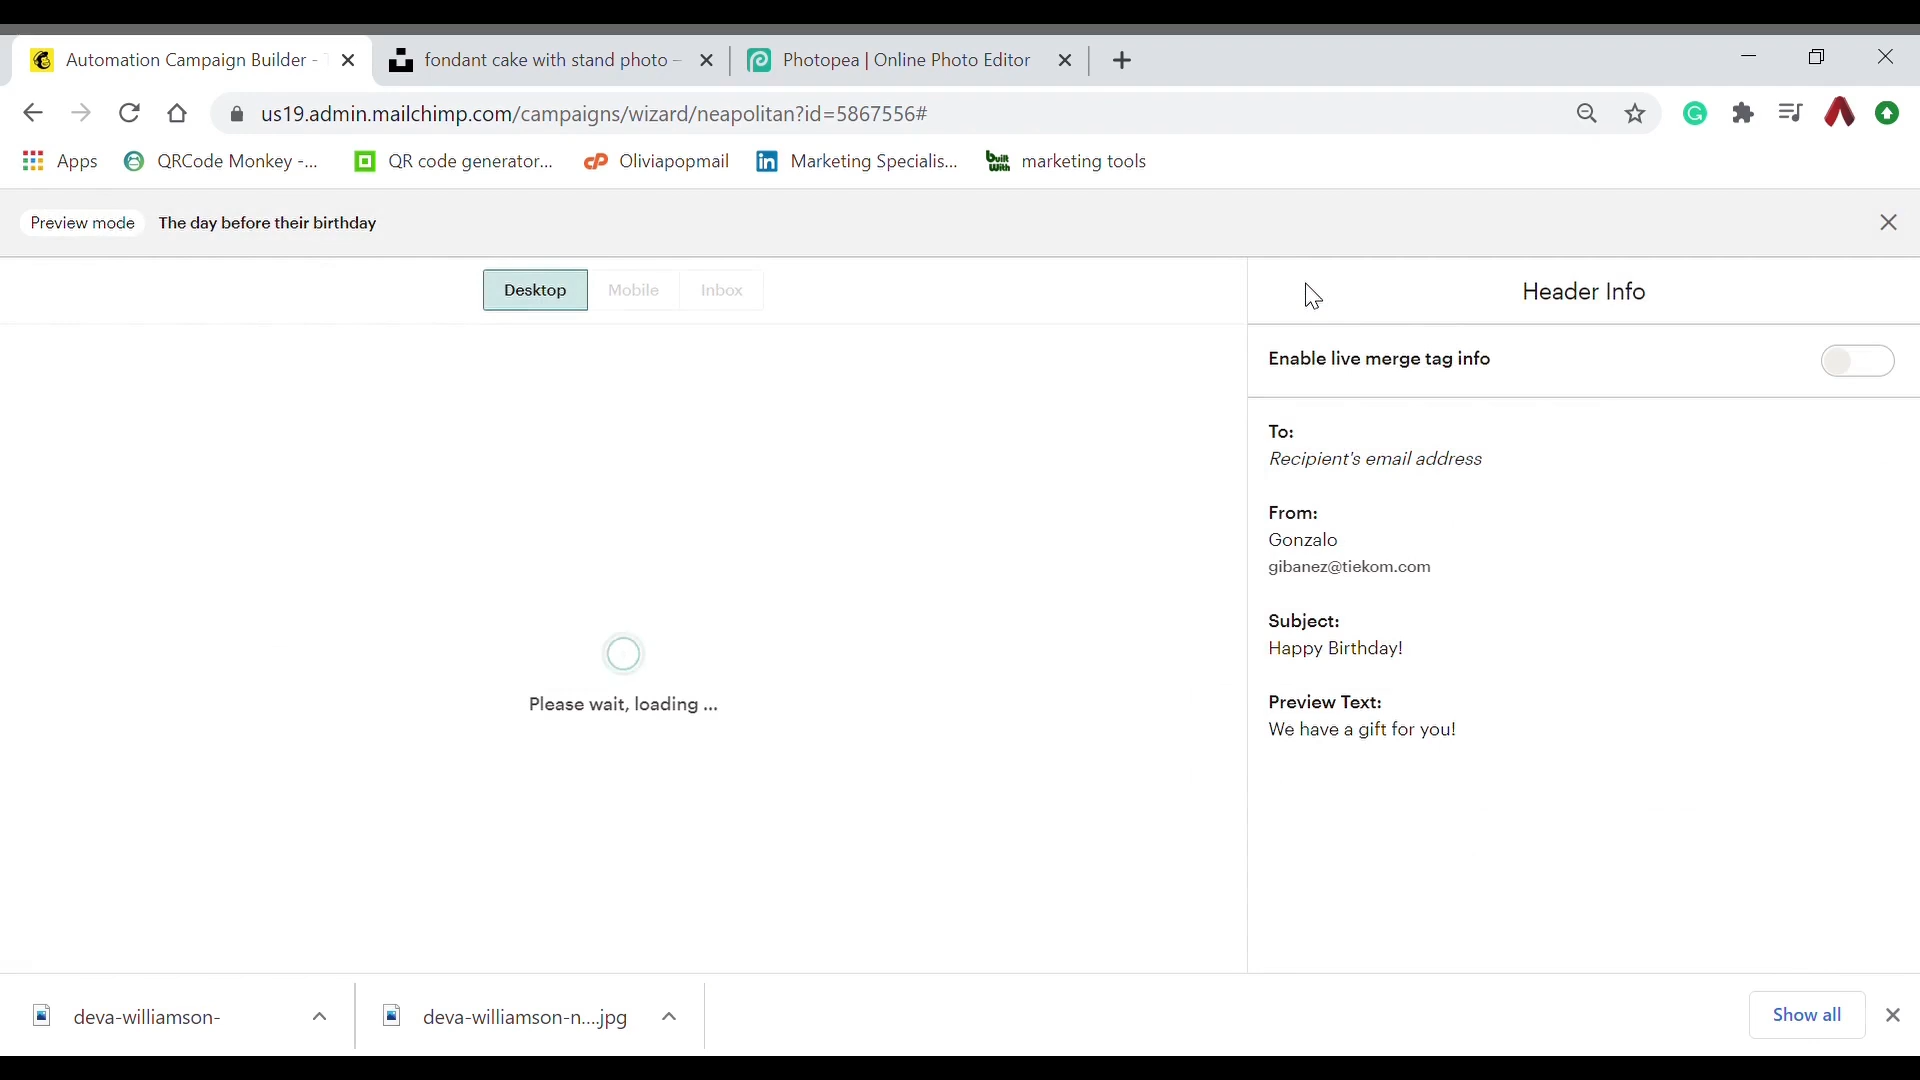 Automation Campaign Builder -
fondant cake with stand photo –
Photopea | Online Photo Editor
us19.admin.mailchimp.com/campaigns/wizard/neapolitan?id=5867556#
Apps
QRCode Monkey -...
QR code generator...
cP
Oliviapopmail
in
Marketing Specialis...
built with
marketing tools
Preview mode
The day before their birthday
Desktop
Mobile
Inbox
Header Info
Enable live merge tag info
To:
Recipient's email address
From:
Gonzalo
gibanez@tiekom.com
Subject:
Happy Birthday!
Preview Text:
We have a gift for you!
Please wait, loading ...
deva-williamson-
deva-williamson-n....jpg
Show all